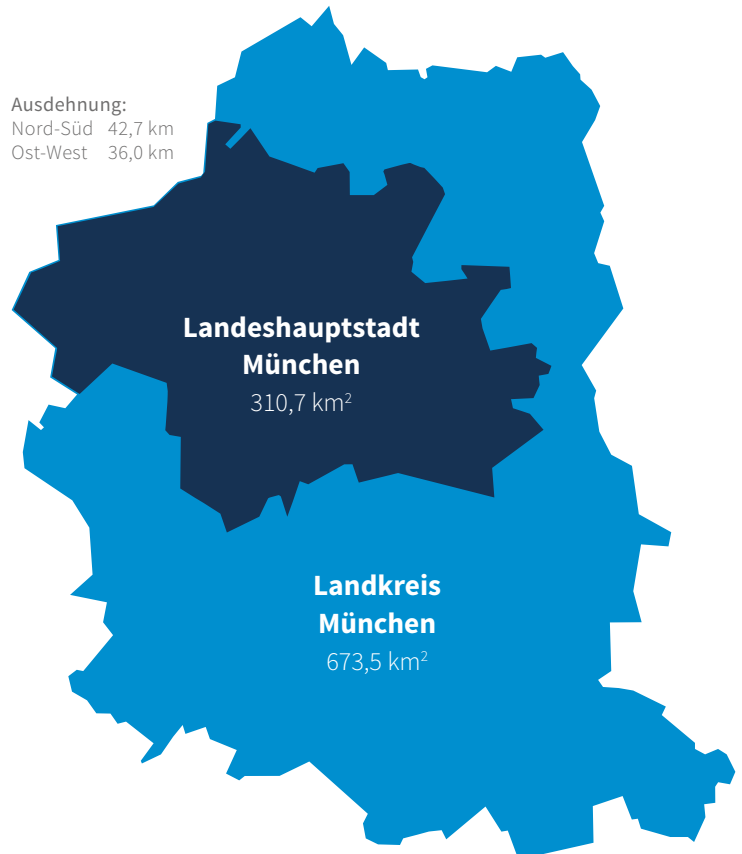 Ausdehnung:
Nord-Süd 42,7 km
Ost-West 36,0 km
Landeshauptstadt
München
310,7 km²
Landkreis
München
673,5 km²